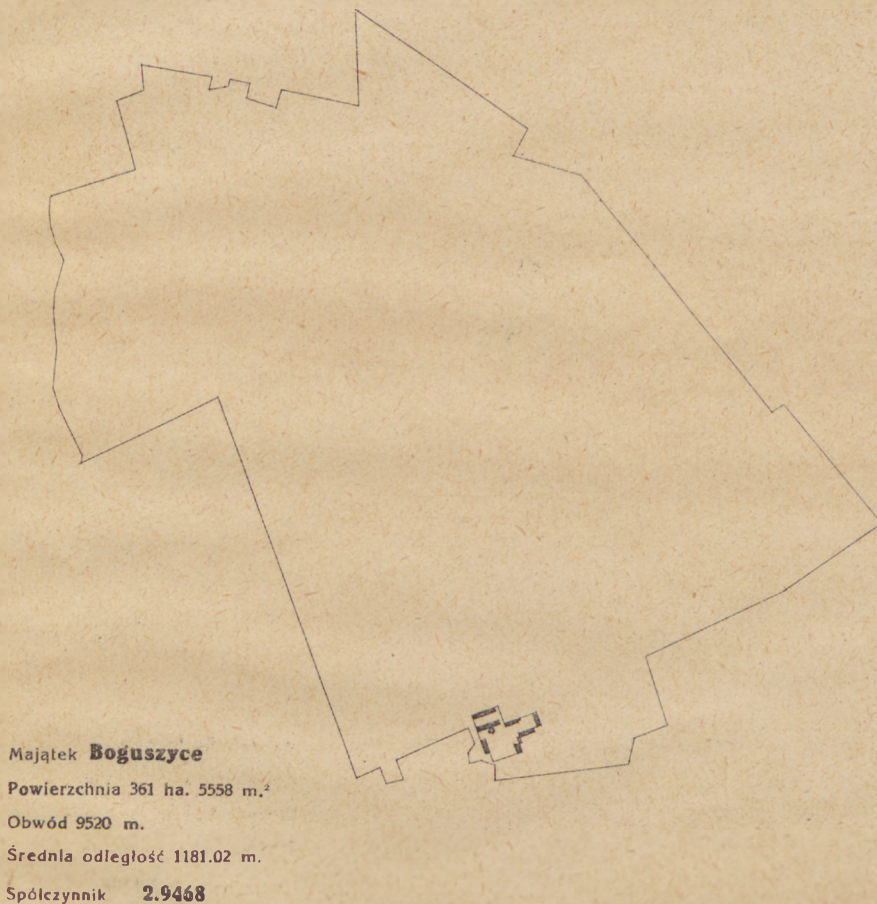 Majątek Boguszyce
Powierzchnia 361 ha. 5558 m.²
Obwód 9520 m.
Średnia odległość 1181.02 m.
Spółczynnik 2.9468